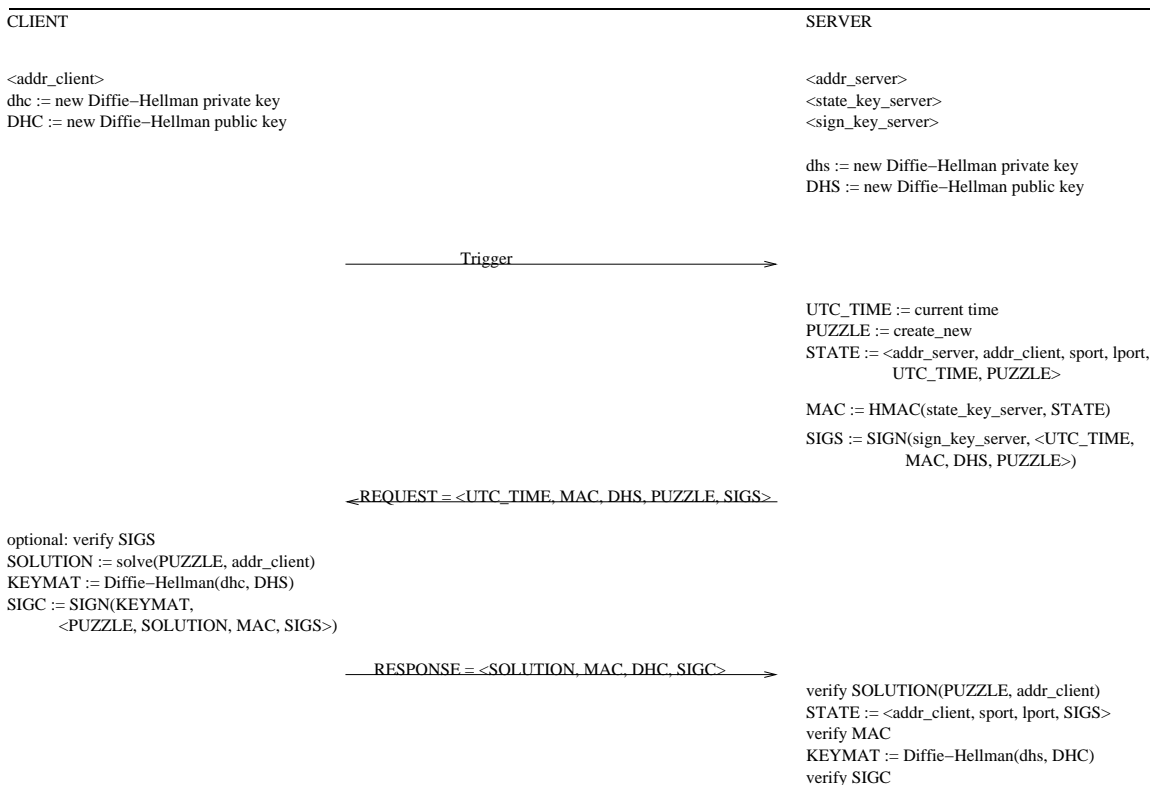 CLIENT
SERVER
<addr_client>
dhc := new Diffie−Hellman private key
DHC := new Diffie−Hellman public key
<addr_server>
<state_key_server>
<sign_key_server>
dhs := new Diffie−Hellman private key
DHS := new Diffie−Hellman public key
Trigger
UTC_TIME := current time
PUZZLE := create_new
STATE := <addr_server, addr_client, sport, lport,
UTC_TIME, PUZZLE>
MAC := HMAC(state_key_server, STATE)
SIGS := SIGN(sign_key_server, <UTC_TIME,
MAC, DHS, PUZZLE>)
REQUEST = <UTC_TIME, MAC, DHS, PUZZLE, SIGS>
optional: verify SIGS
SOLUTION := solve(PUZZLE, addr_client)
KEYMAT := Diffie−Hellman(dhc, DHS)
SIGC := SIGN(KEYMAT,
<PUZZLE, SOLUTION, MAC, SIGS>)
RESPONSE = <SOLUTION, MAC, DHC, SIGC>
verify SOLUTION(PUZZLE, addr_client)
STATE := <addr_client, sport, lport, SIGS>
verify MAC
KEYMAT := Diffie−Hellman(dhs, DHC)
verify SIGC